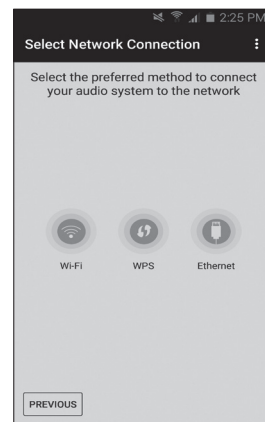 2:25 PM
Select Network Connection
Select the preferred method to connect
your audio system to the network
Wi-Fi WPS Ethernet
PREVIOUS